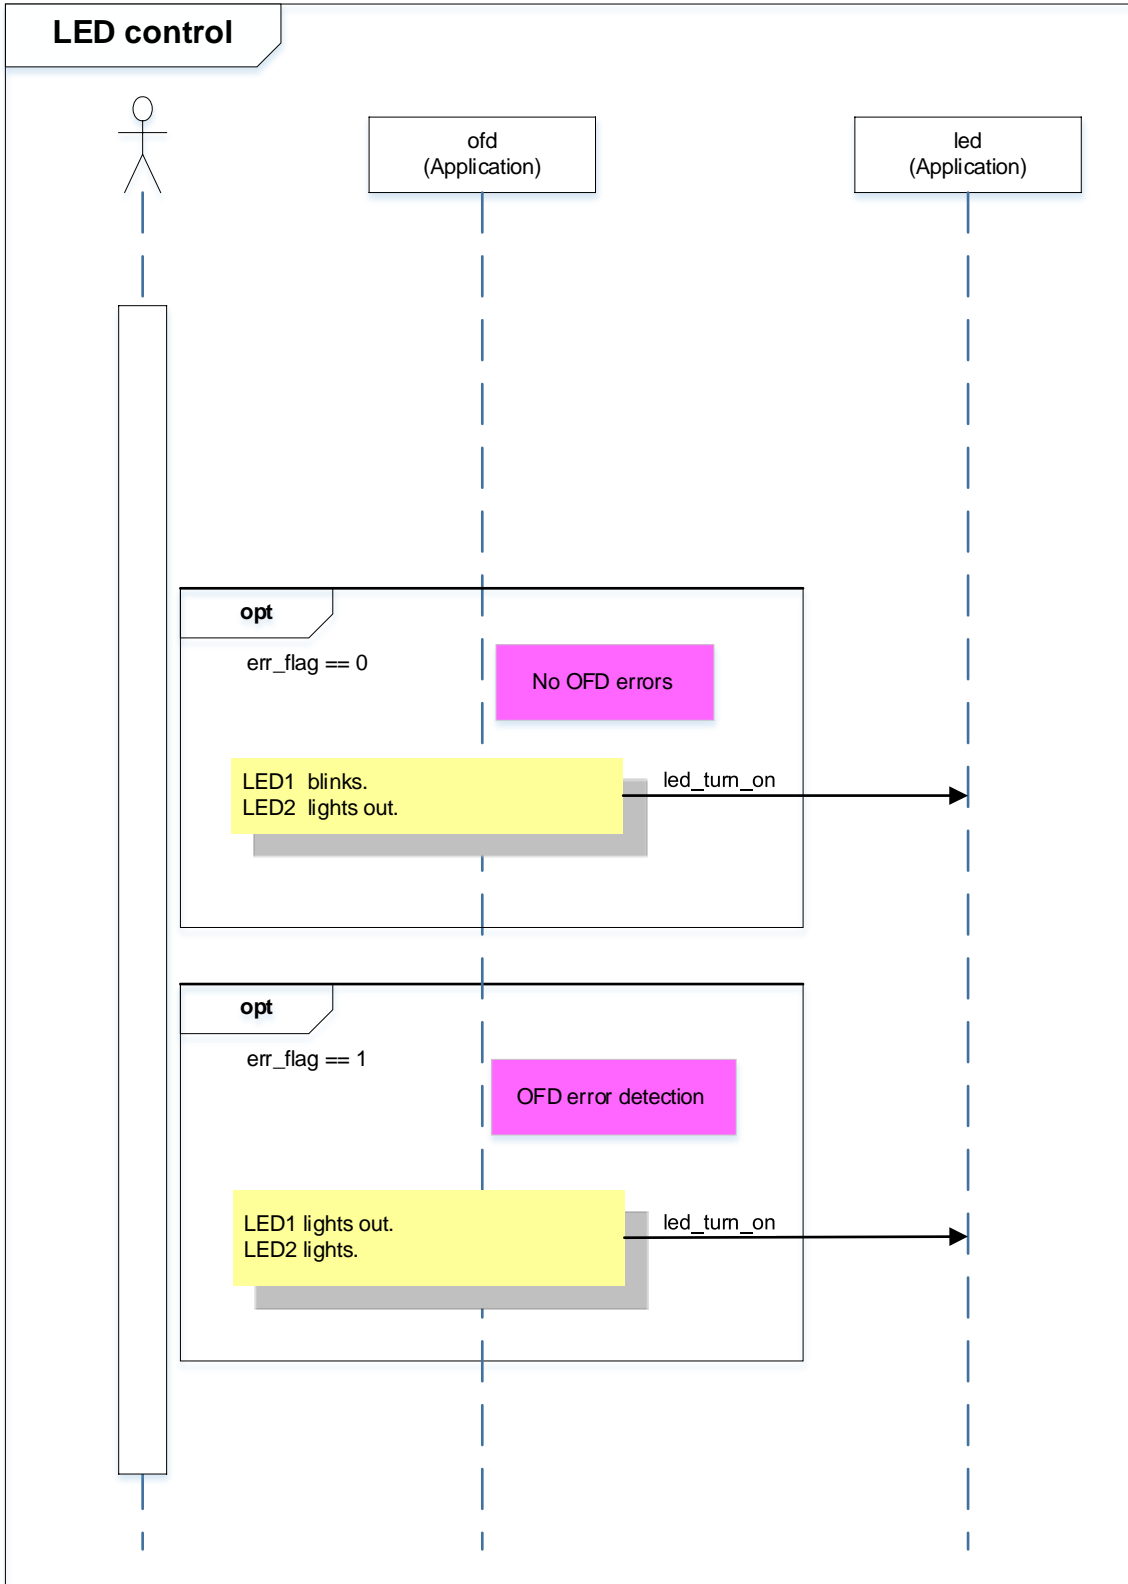 LED control
ofd
(Application)
led
(Application)
opt
err_flag == 0
No OFD errors
LED1  blinks.
LED2  lights out.
led_turn_on
opt
err_flag == 1
OFD error detection
LED1 lights out.
LED2 lights.
led_turn_on